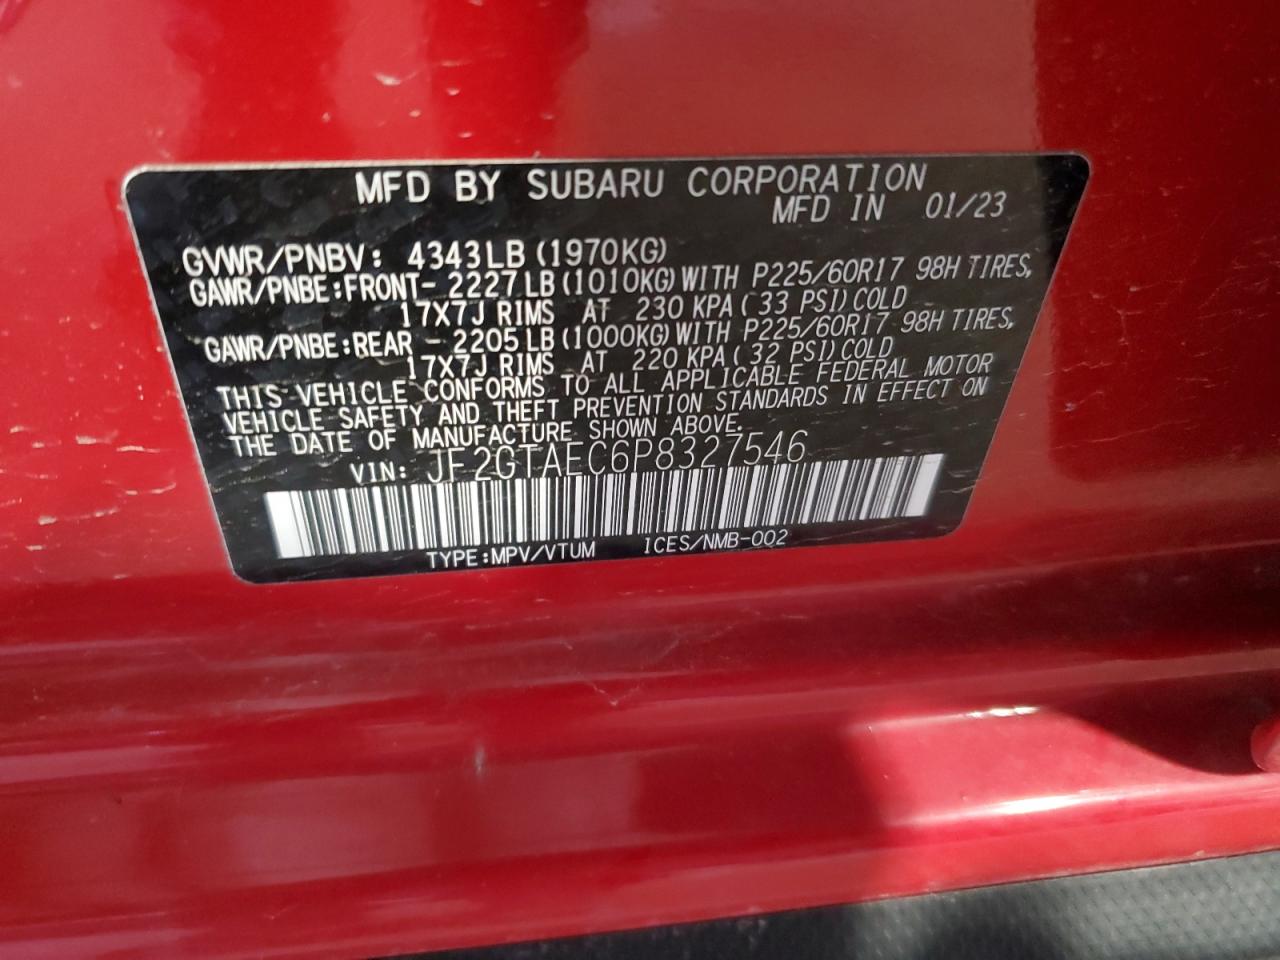 MFD BY SUBARU CORPORATION
MFD IN 01/23
GVWR/PNBV: 4343LB (1970KG)
GAWR/PNBE:FRONT- 2227LB (1010KG) WITH P225/60R17 98H TIRES,
17X7J RIMS AT 230 KPA ( 33 PSI) COLD
GAWR/PNBE:REAR - 2205LB (1000KG) WITH P225/60R17 98H TIRES,
17X7J RIMS AT 220 KPA ( 32 PSI) COLD
THIS VEHICLE CONFORMS TO ALL APPLICABLE FEDERAL MOTOR
VEHICLE SAFETY AND THEFT PREVENTION STANDARDS IN EFFECT ON
THE DATE OF MANUFACTURE SHOWN ABOVE.
VIN: JF2GTAEC6P8327546
TYPE:MPV/VTUM ICES/NMB-002